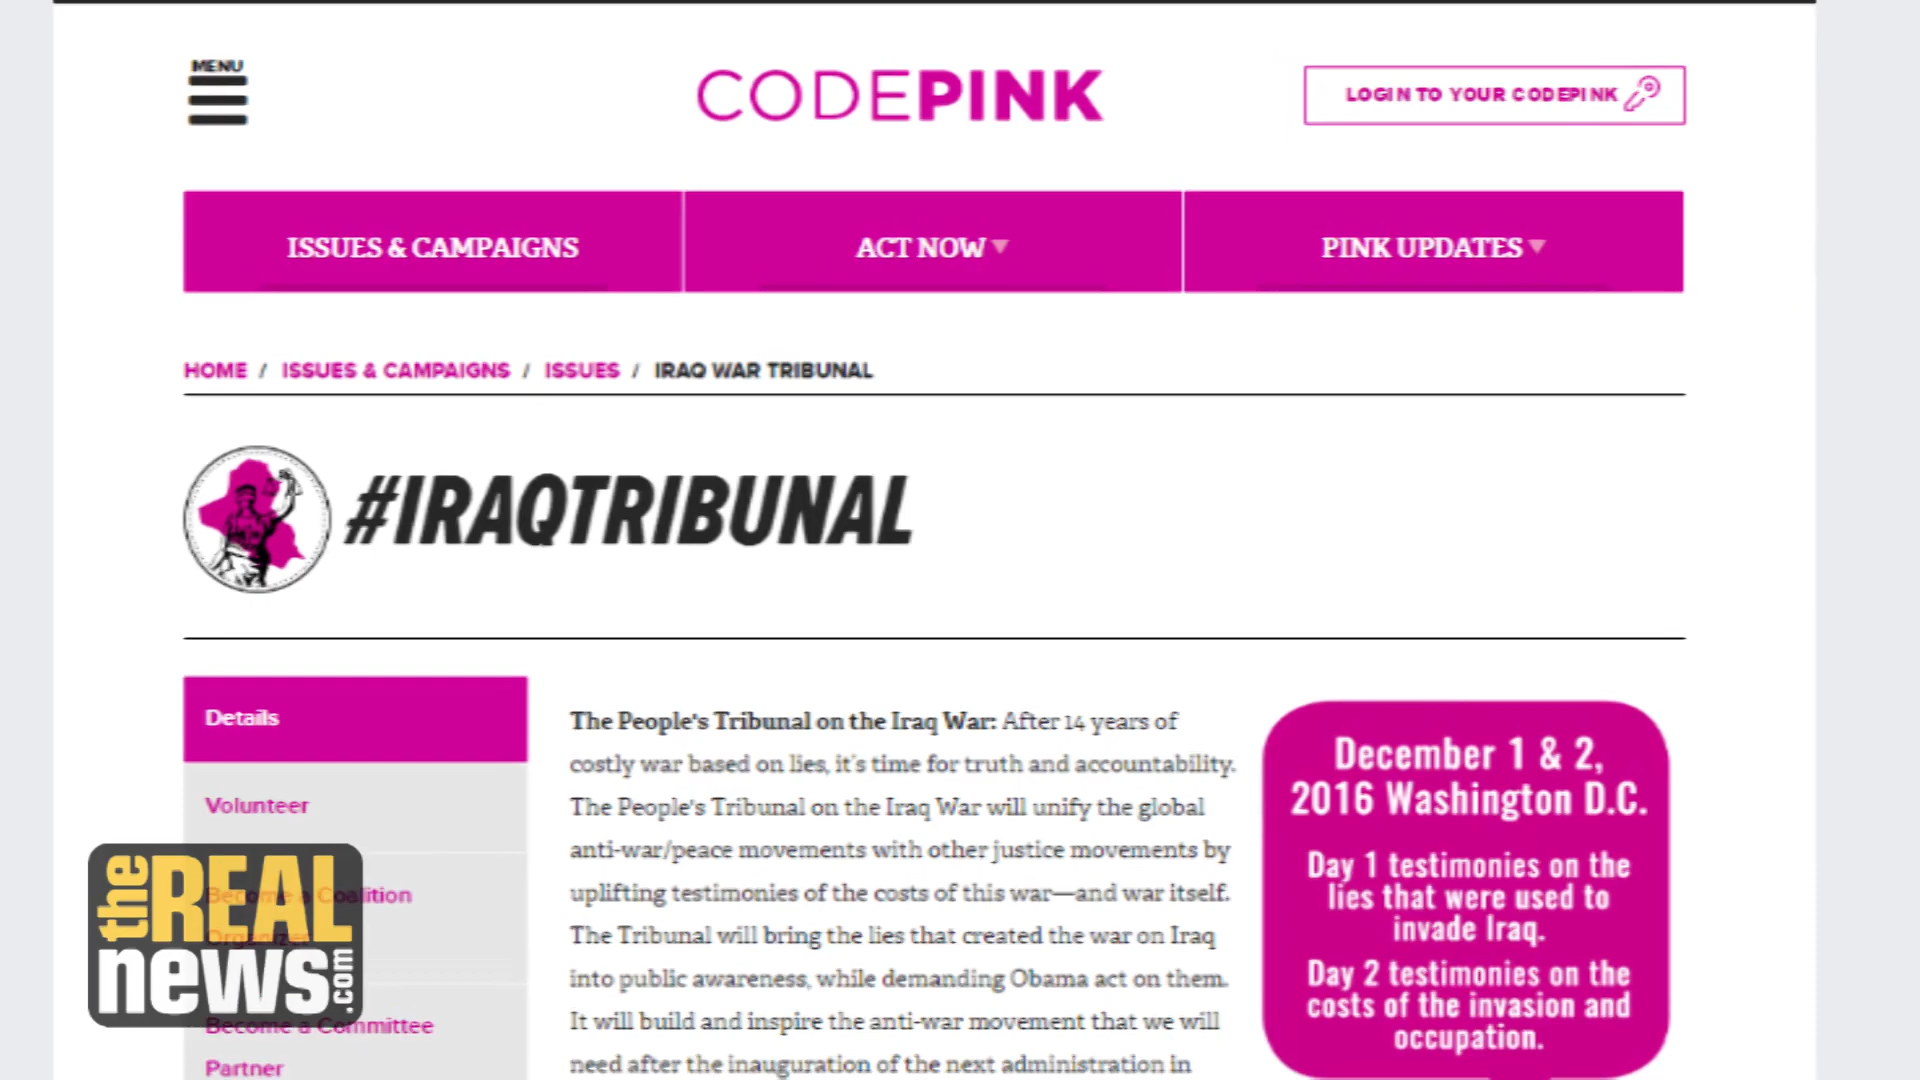 MENU
CODEPINK
LOGIN TO YOUR CODEPINK
ISSUES & CAMPAIGNS
ACT NOW
PINK UPDATES
HOME / ISSUES & CAMPAIGNS / ISSUES / IRAQ WAR TRIBUNAL
#IRAQTRIBUNAL
Details
Volunteer
Become a Coalition
Organizer
Become a Committee
Partner
The People's Tribunal on the Iraq War: After 14 years of
costly war based on lies, it's time for truth and accountability.
The People's Tribunal on the Iraq War will unify the global
anti-war/peace movements with other justice movements by
uplifting testimonies of the costs of this war—and war itself.
The Tribunal will bring the lies that created the war on Iraq
into public awareness, while demanding Obama act on them.
It will build and inspire the anti-war movement that we will
need after the inauguration of the next administration in
December 1 & 2,
2016 Washington D.C.
Day 1 testimonies on the
lies that were used to
invade Iraq.
Day 2 testimonies on the
costs of the invasion and
occupation.
the REAL
news.com